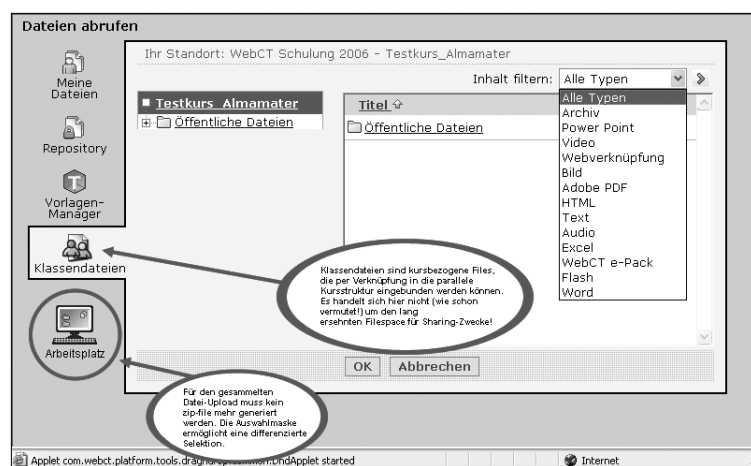 Dateien abrufen
Ihr Standort: WebCT Schulung 2006 - Testkurs_Almamater
Inhalt filtern: Alle Typen
Meine
Dateien
Repository
Vorlagen-
Manager
Klassendateien
Arbeitsplatz
Testkurs_Almamater
Öffentliche Dateien
Titel
Öffentliche Dateien
Alle Typen
Archiv
Power Point
Video
Webverknüpfung
Bild
Adobe PDF
HTML
Text
Audio
Excel
WebCT e-Pack
Flash
Word
Klassendateien sind kursbezogene Files,
die per Verknüpfung in die parallele
Kursstruktur eingebunden werden können.
Es handelt sich hier nicht (wie schon
vermutet!) um den lang
ersehnten Filespace für Sharing-Zwecke!
OK Abbrechen
Für den gesammelten
Datei-Upload muss kein
zip-file mehr generiert
werden. Die Auswahlmaske
ermöglicht eine differenzierte
Selektion.
Applet com.webct.platform.tools. DndApplet started
Internet